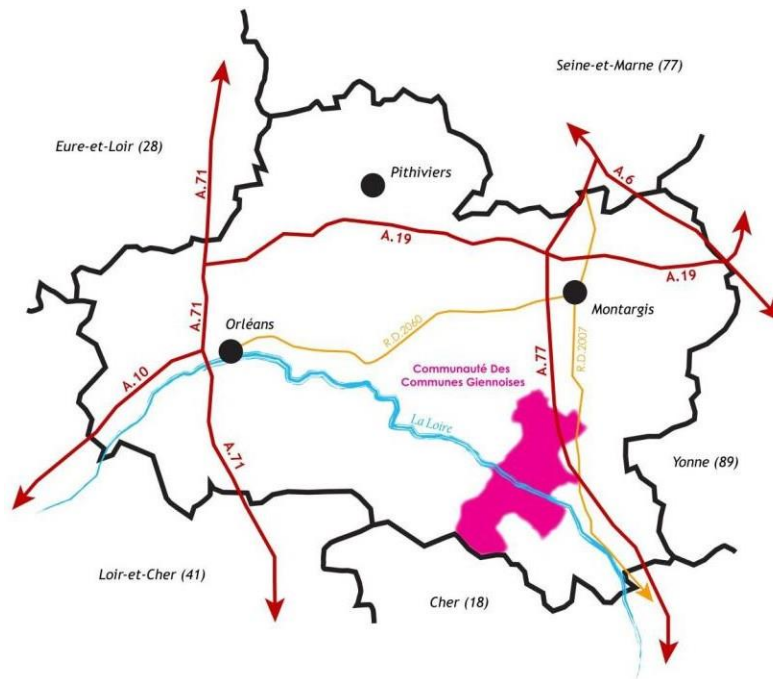 Seine-et-Marne (77)
Eure-et-Loir (28)
A.71
A.6
Pithiviers
A.19
A.19
A.71
Montargis
Orléans
R.D.2060
R.D.2007
A.77
Communauté Des
Communes Giennoises
A.10
La Loire
A.71
Yonne (89)
Loir-et-Cher (41)
Cher (18)